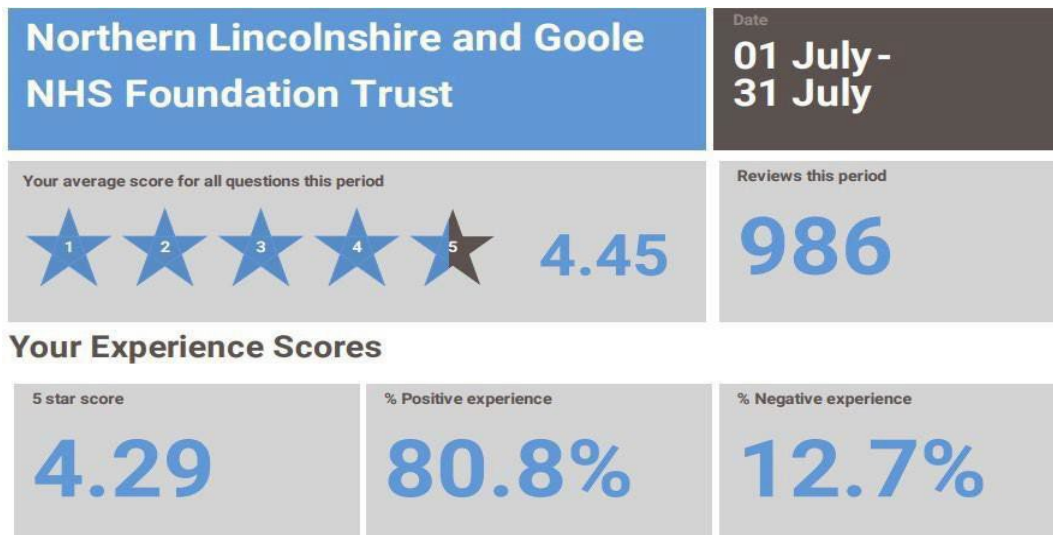 Northern Lincolnshire and Goole
NHS Foundation Trust
Date
01 July-
31 July
Your average score for all questions this period
1 2 3 4 5
4.45
Reviews this period
986
Your Experience Scores
5 star score
4.29
% Positive experience
80.8%
% Negative experience
12.7%